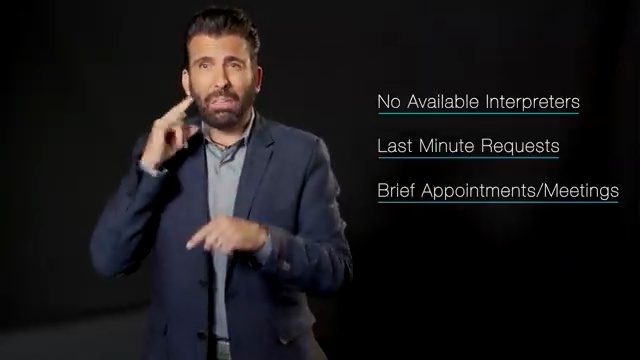 No Available Interpreters
Last Minute Requests
Brief Appointments/Meetings